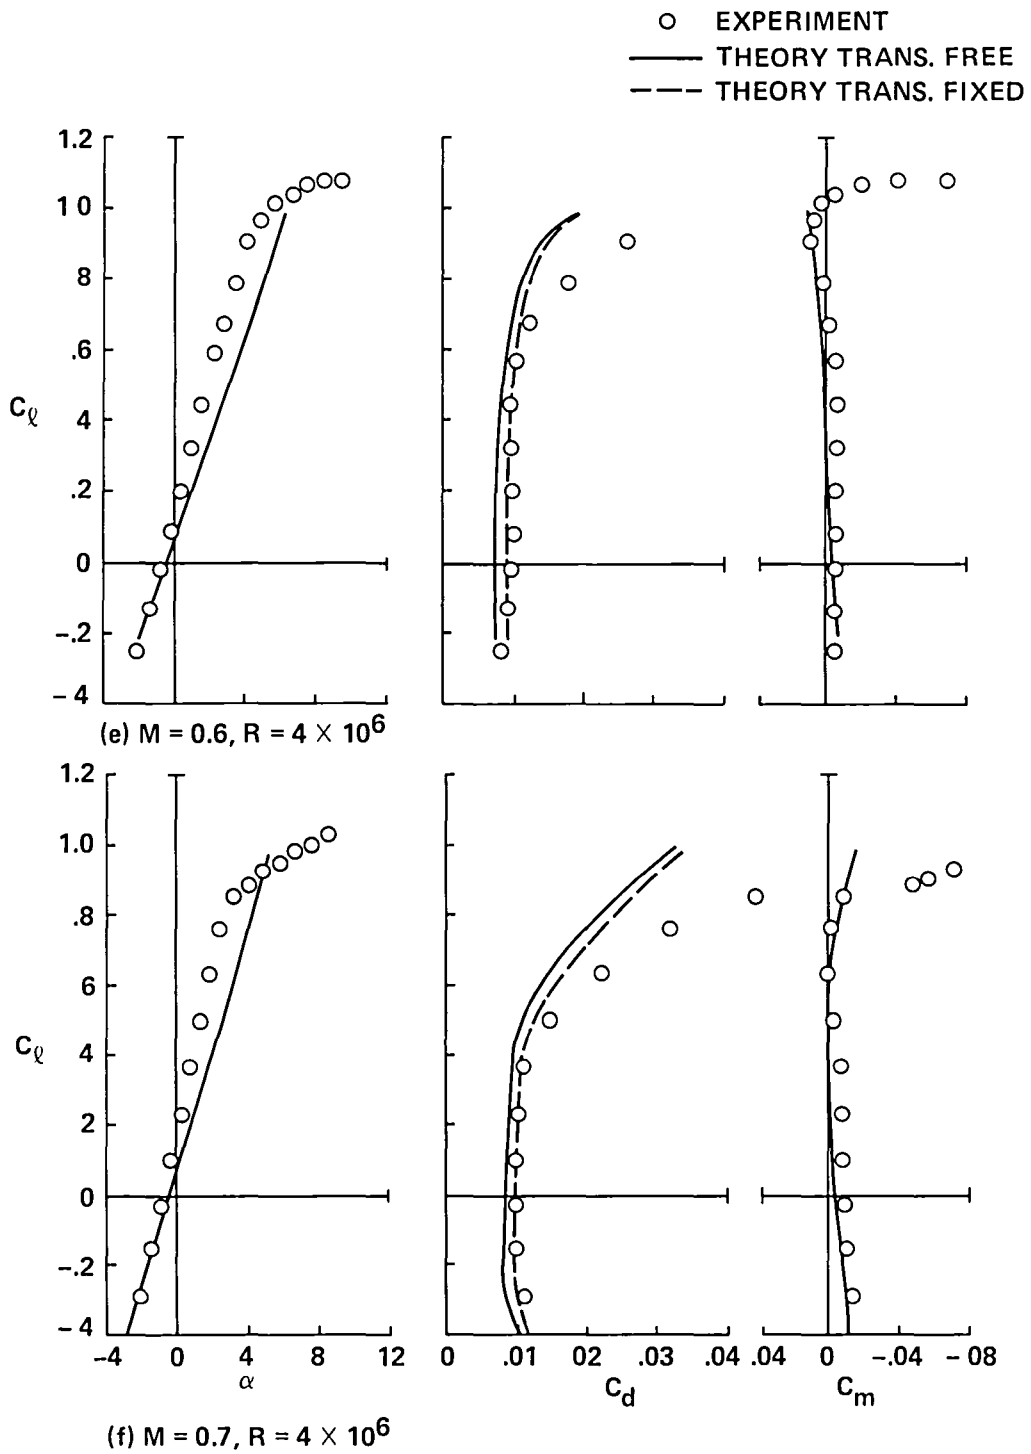 ○ EXPERIMENT
THEORY TRANS. FREE
THEORY TRANS. FIXED
1.2
1 0
8
.6
4
.2
0
-.2
- 4
Cℓ
(e) M = 0.6, R = 4 × 10⁶
1.2
1.0
.8
6
4
2
0
-.2
- 4
Cℓ
-4 0 4 8 12
α
0 .01 .02 .03 .04
Cd
.04 0 -.04 - 08
Cm
(f) M = 0.7, R = 4 × 10⁶